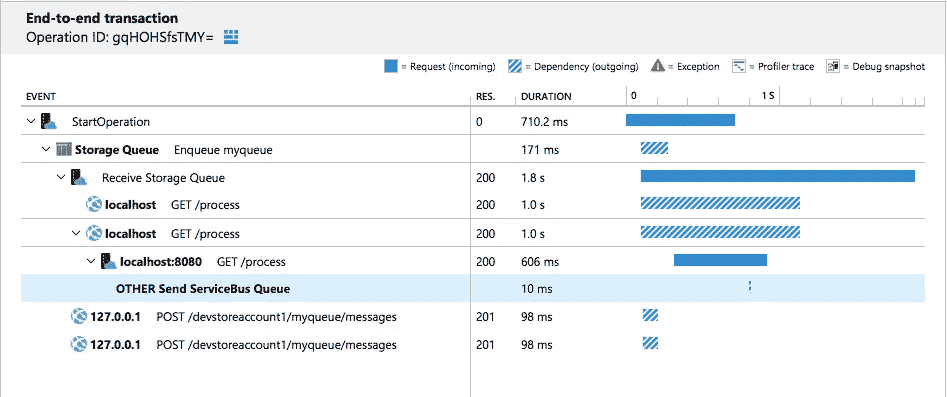 End-to-end transaction
Operation ID: gqHOHSfsTMY=
= Request (incoming) = Dependency (outgoing) = Exception = Profiler trace = Debug snapshot
EVENT RES. DURATION 0 1 S
StartOperation 0 710.2 ms
Storage Queue Enqueue myqueue 171 ms
Receive Storage Queue 200 1.8 s
localhost GET /process 200 1.0 s
localhost GET /process 200 1.0 s
localhost:8080 GET /process 200 606 ms
OTHER Send ServiceBus Queue 10 ms
127.0.0.1 POST /devstoreaccount1/myqueue/messages 201 98 ms
127.0.0.1 POST /devstoreaccount1/myqueue/messages 201 98 ms